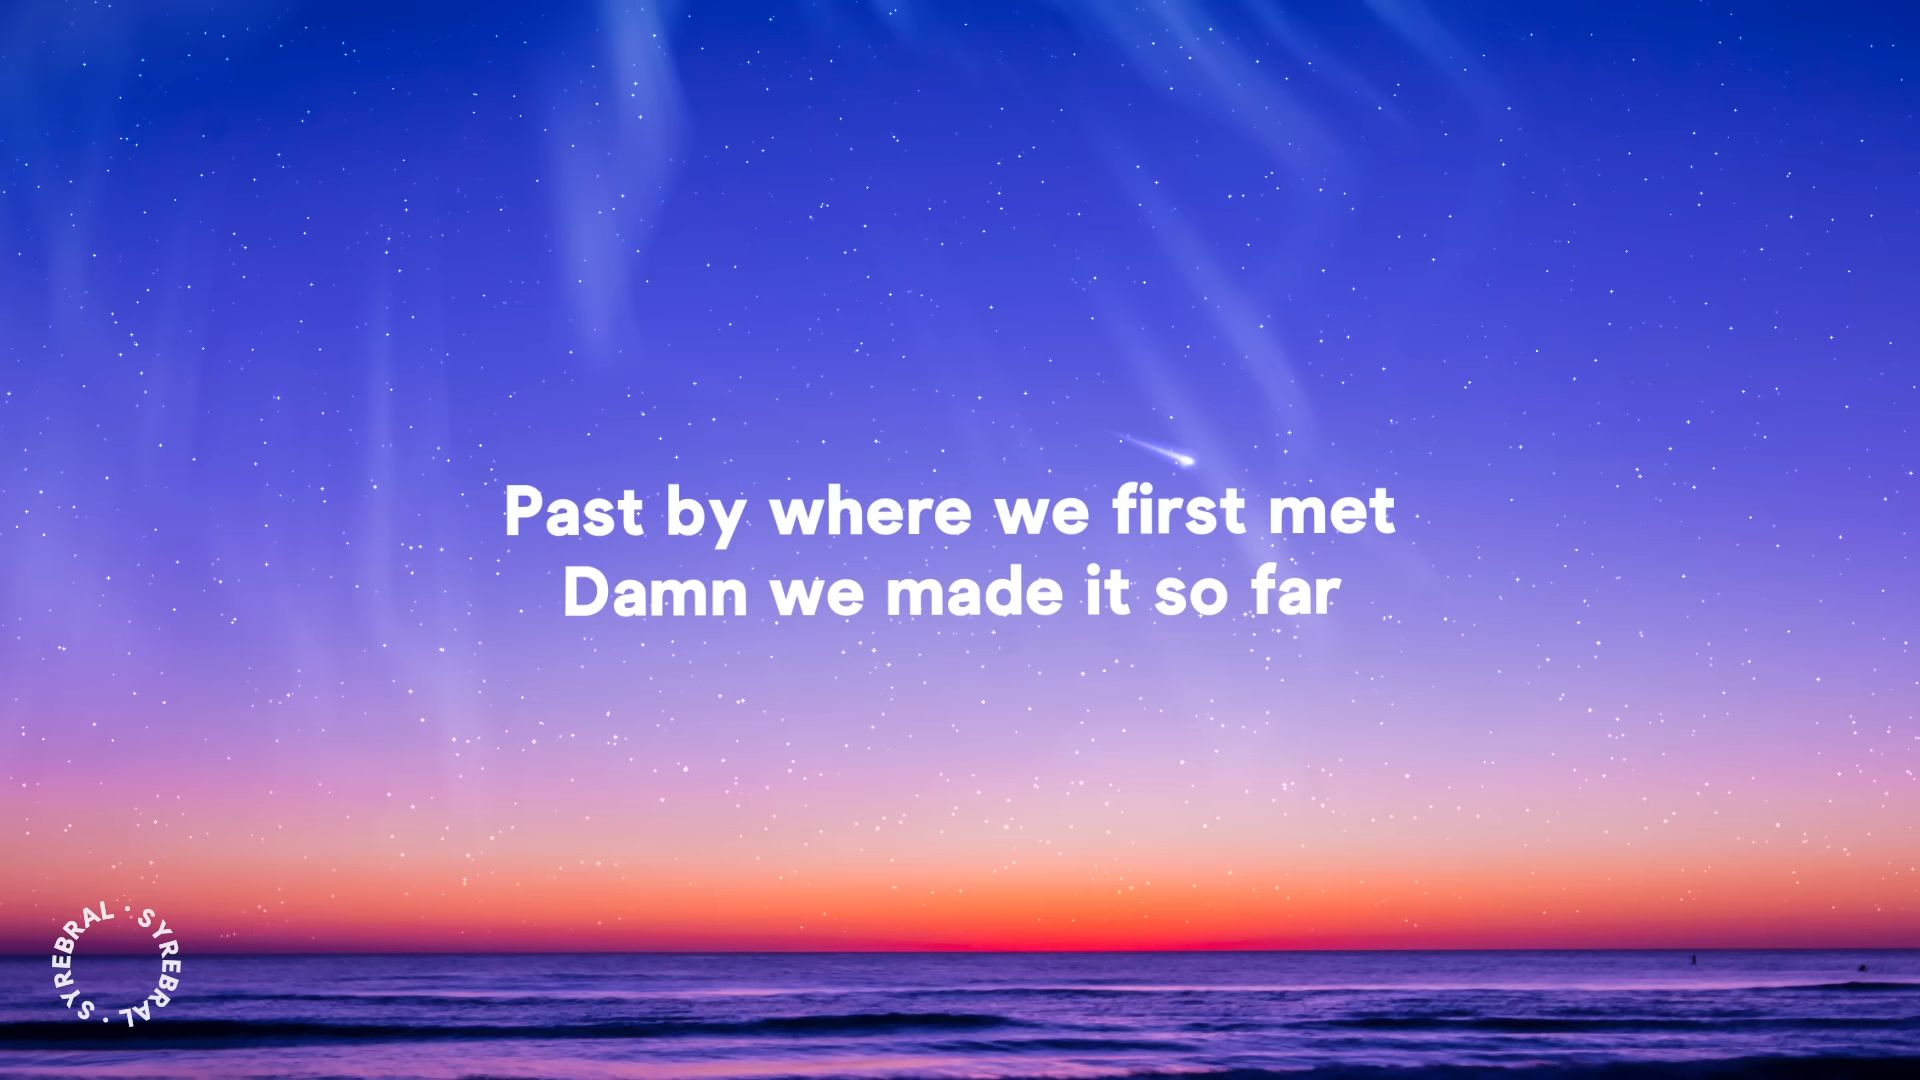 Past by where we first met
Damn we made it so far
SYREBRAL · SYREBRAL ·